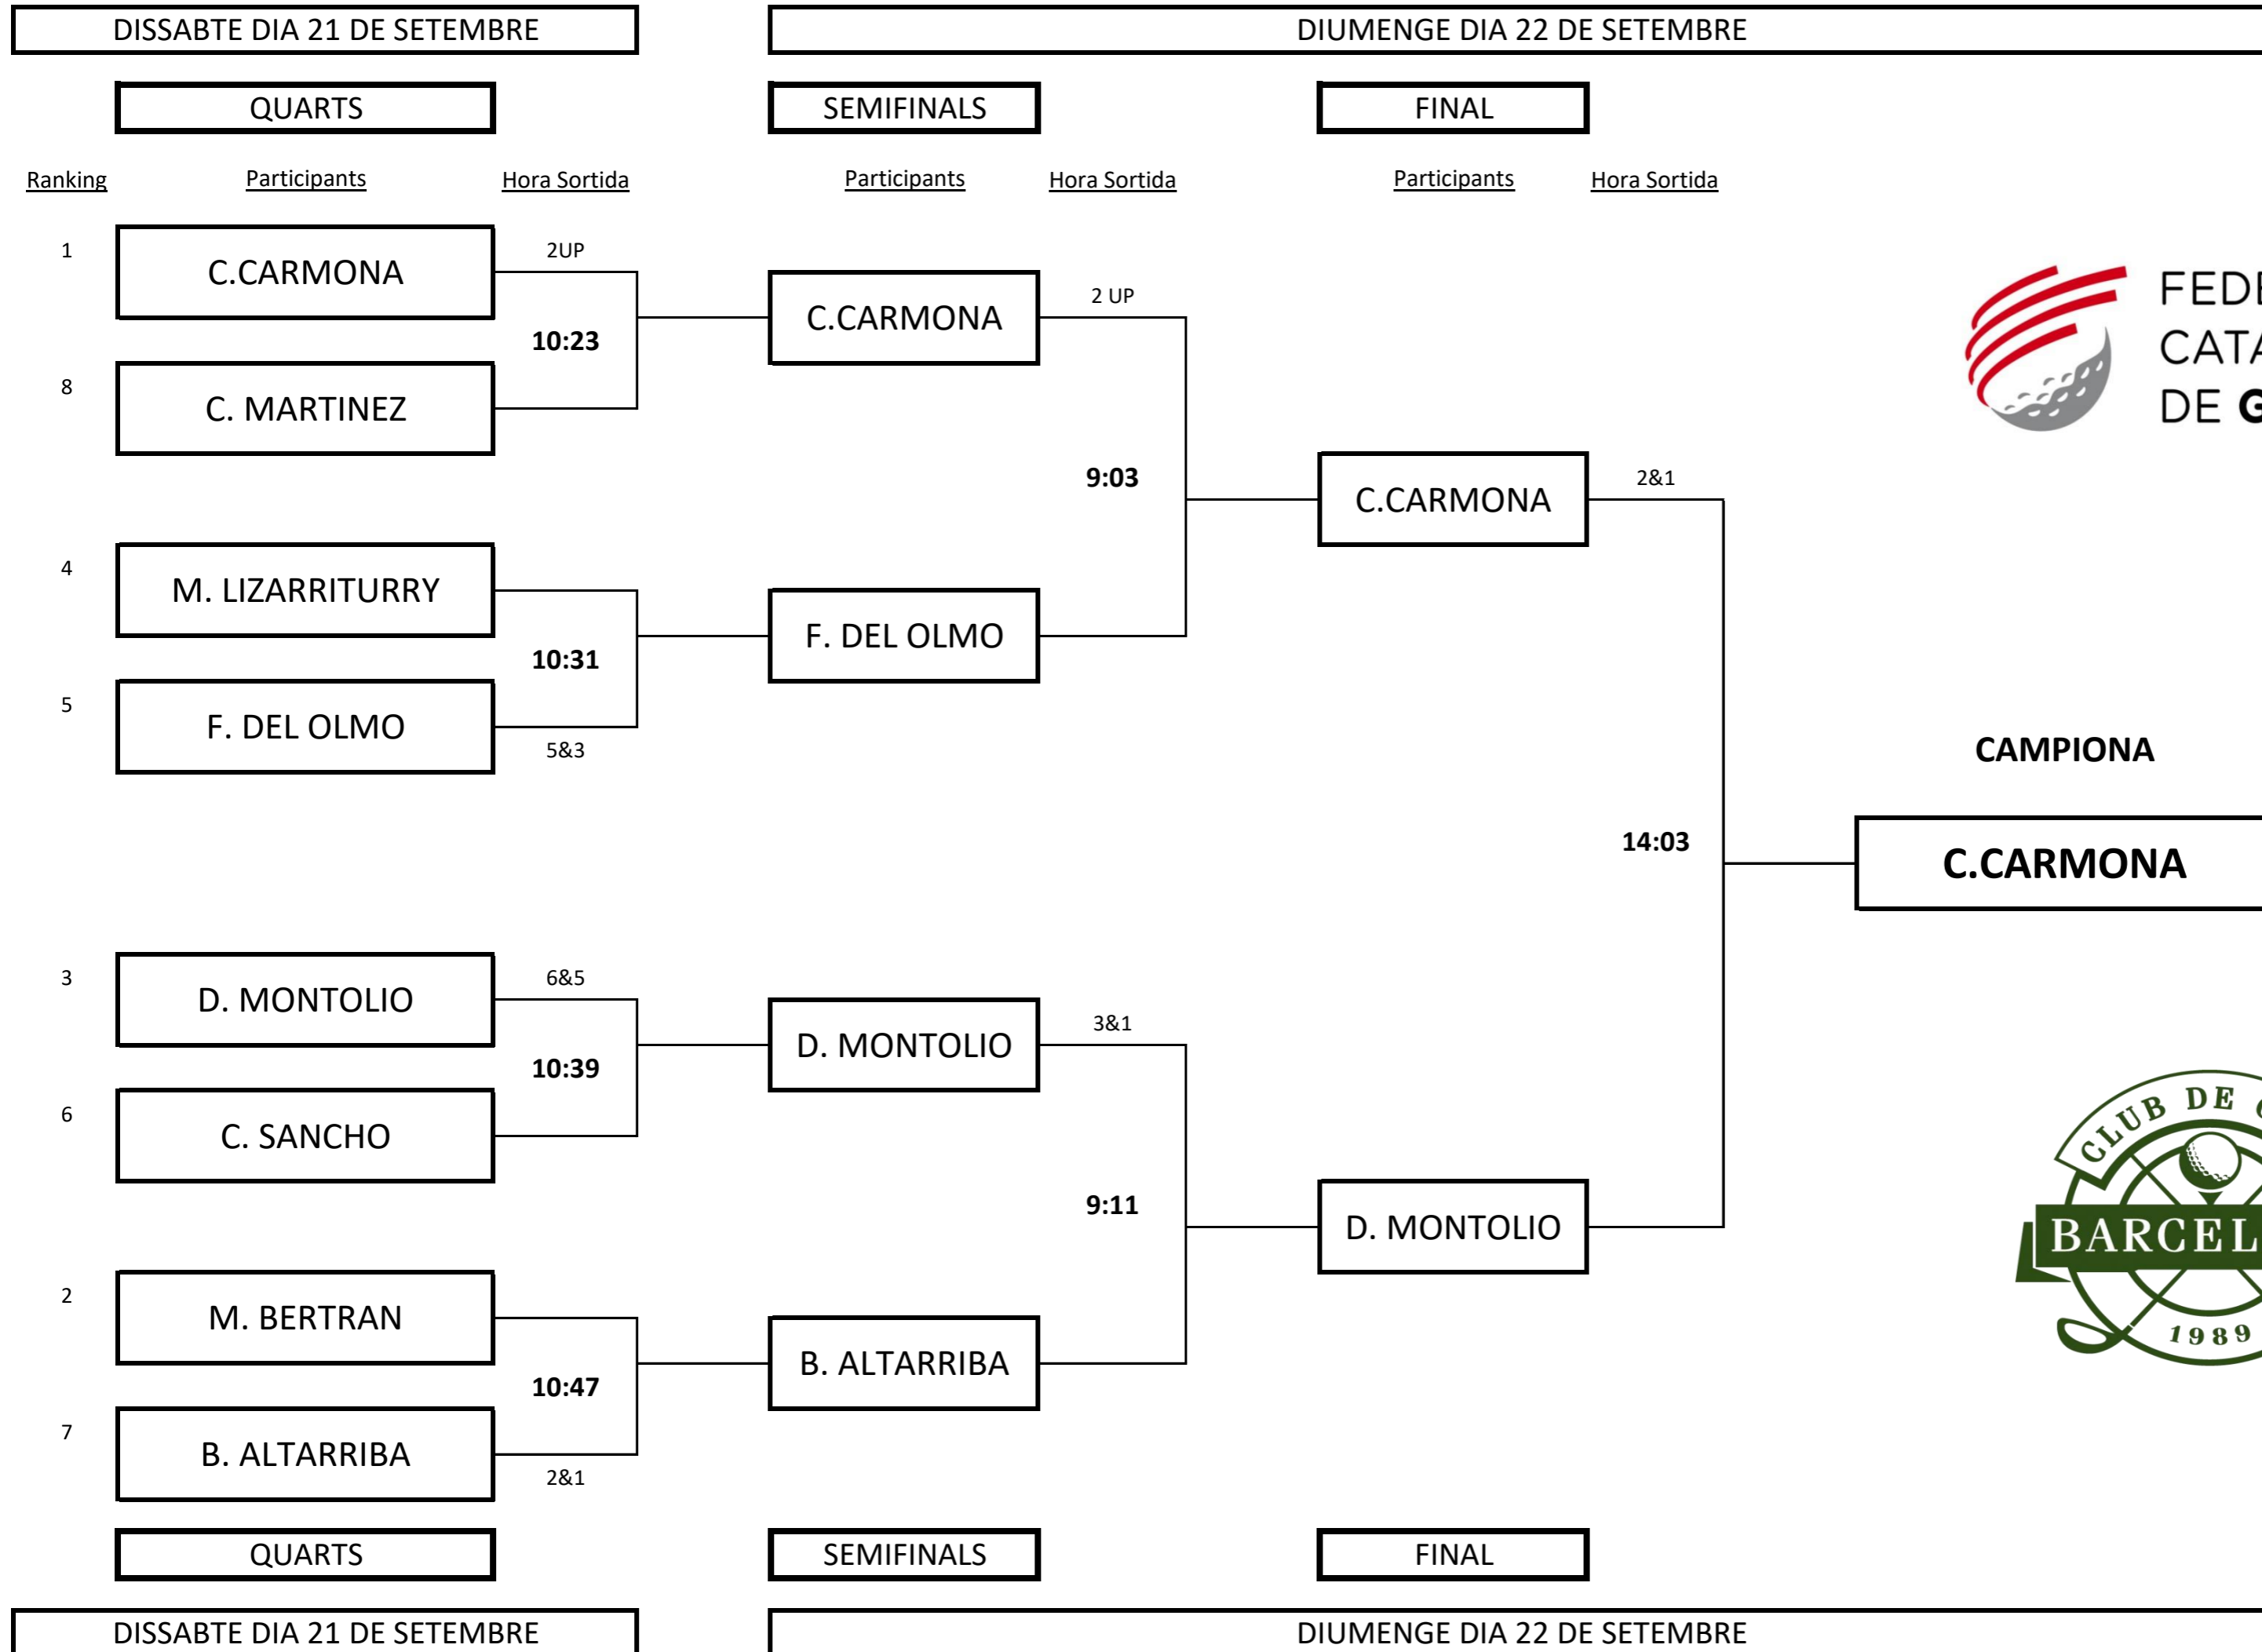 DISSABTE DIA 21 DE SETEMBRE
DIUMENGE DIA 22 DE SETEMBRE
QUARTS
SEMIFINALS
FINAL
Ranking
Participants
Hora Sortida
Participants
Hora Sortida
Participants
Hora Sortida
1
C.CARMONA
2UP
10:23
8
C. MARTINEZ
4
M. LIZARRITURRY
10:31
5
F. DEL OLMO
5&3
3
D. MONTOLIO
6&5
10:39
6
C. SANCHO
2
M. BERTRAN
10:47
7
B. ALTARRIBA
2&1
C.CARMONA
2 UP
9:03
F. DEL OLMO
D. MONTOLIO
3&1
9:11
B. ALTARRIBA
C.CARMONA
2&1
14:03
D. MONTOLIO
DE
CAMPIONA
C.CARMONA
CLUB DE
1989
QUARTS
SEMIFINALS
FINAL
DISSABTE DIA 21 DE SETEMBRE
DIUMENGE DIA 22 DE SETEMBRE